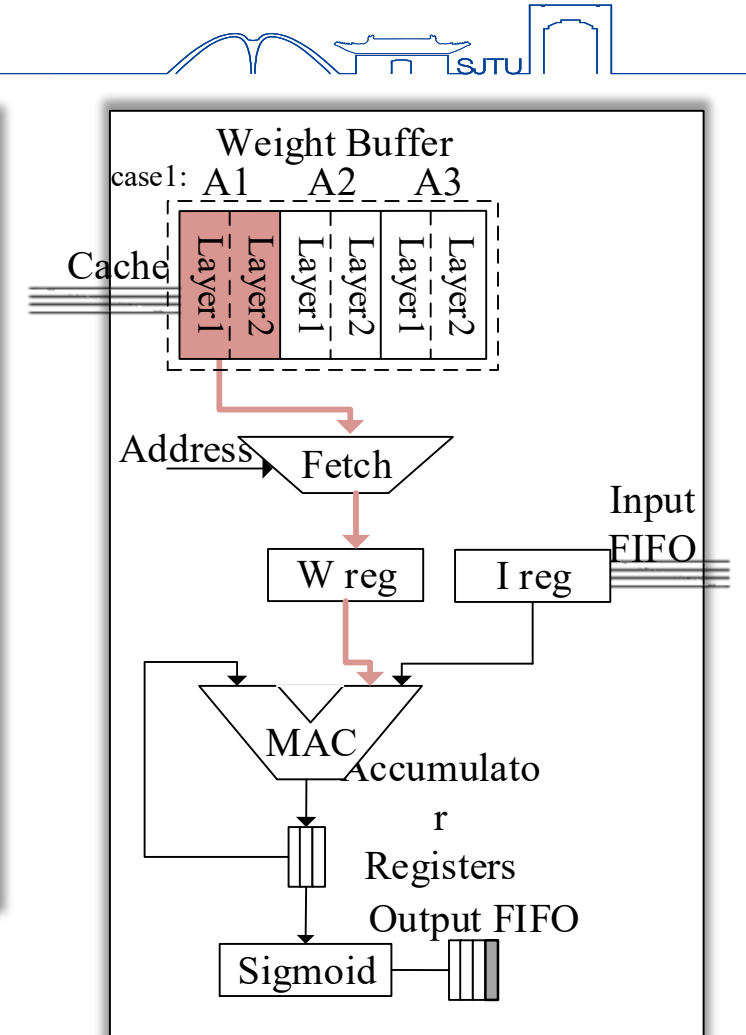 SJTU
Weight Buffer
case1: A1 A2 A3
Cache
Layer1 Layer2 Layer1 Layer2 Layer1 Layer2
Address
Fetch
Input
FIFO
W reg
I reg
MAC
Accumulato
r
Registers
Output FIFO
Sigmoid